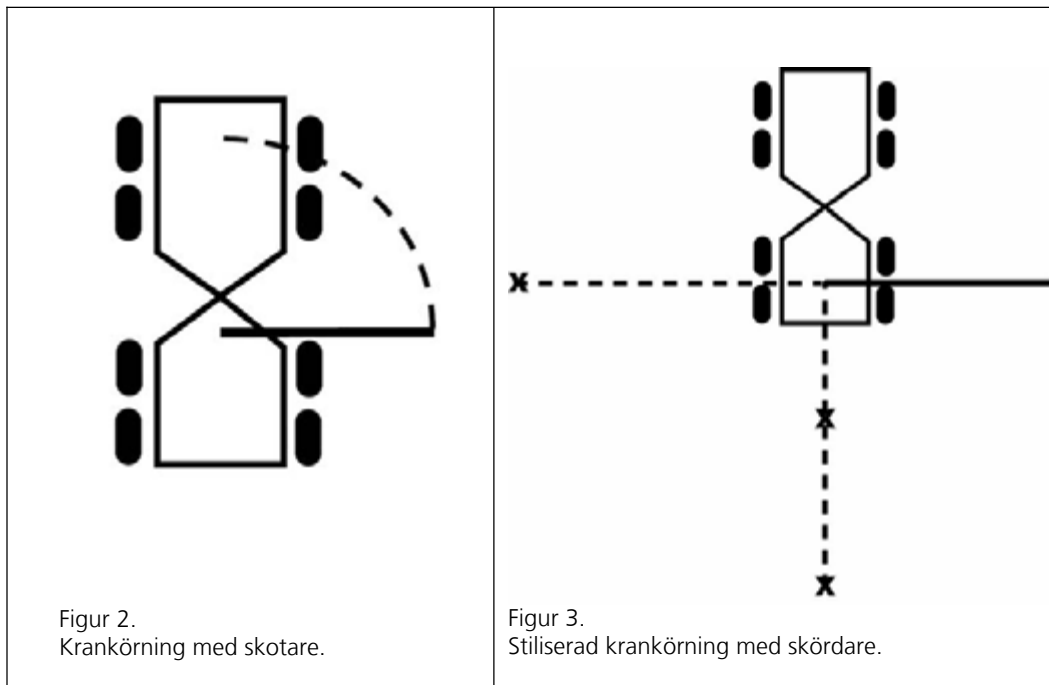 Figur 2.
Krankörning med skotare.
Figur 3.
Stiliserad krankörning med skördare.